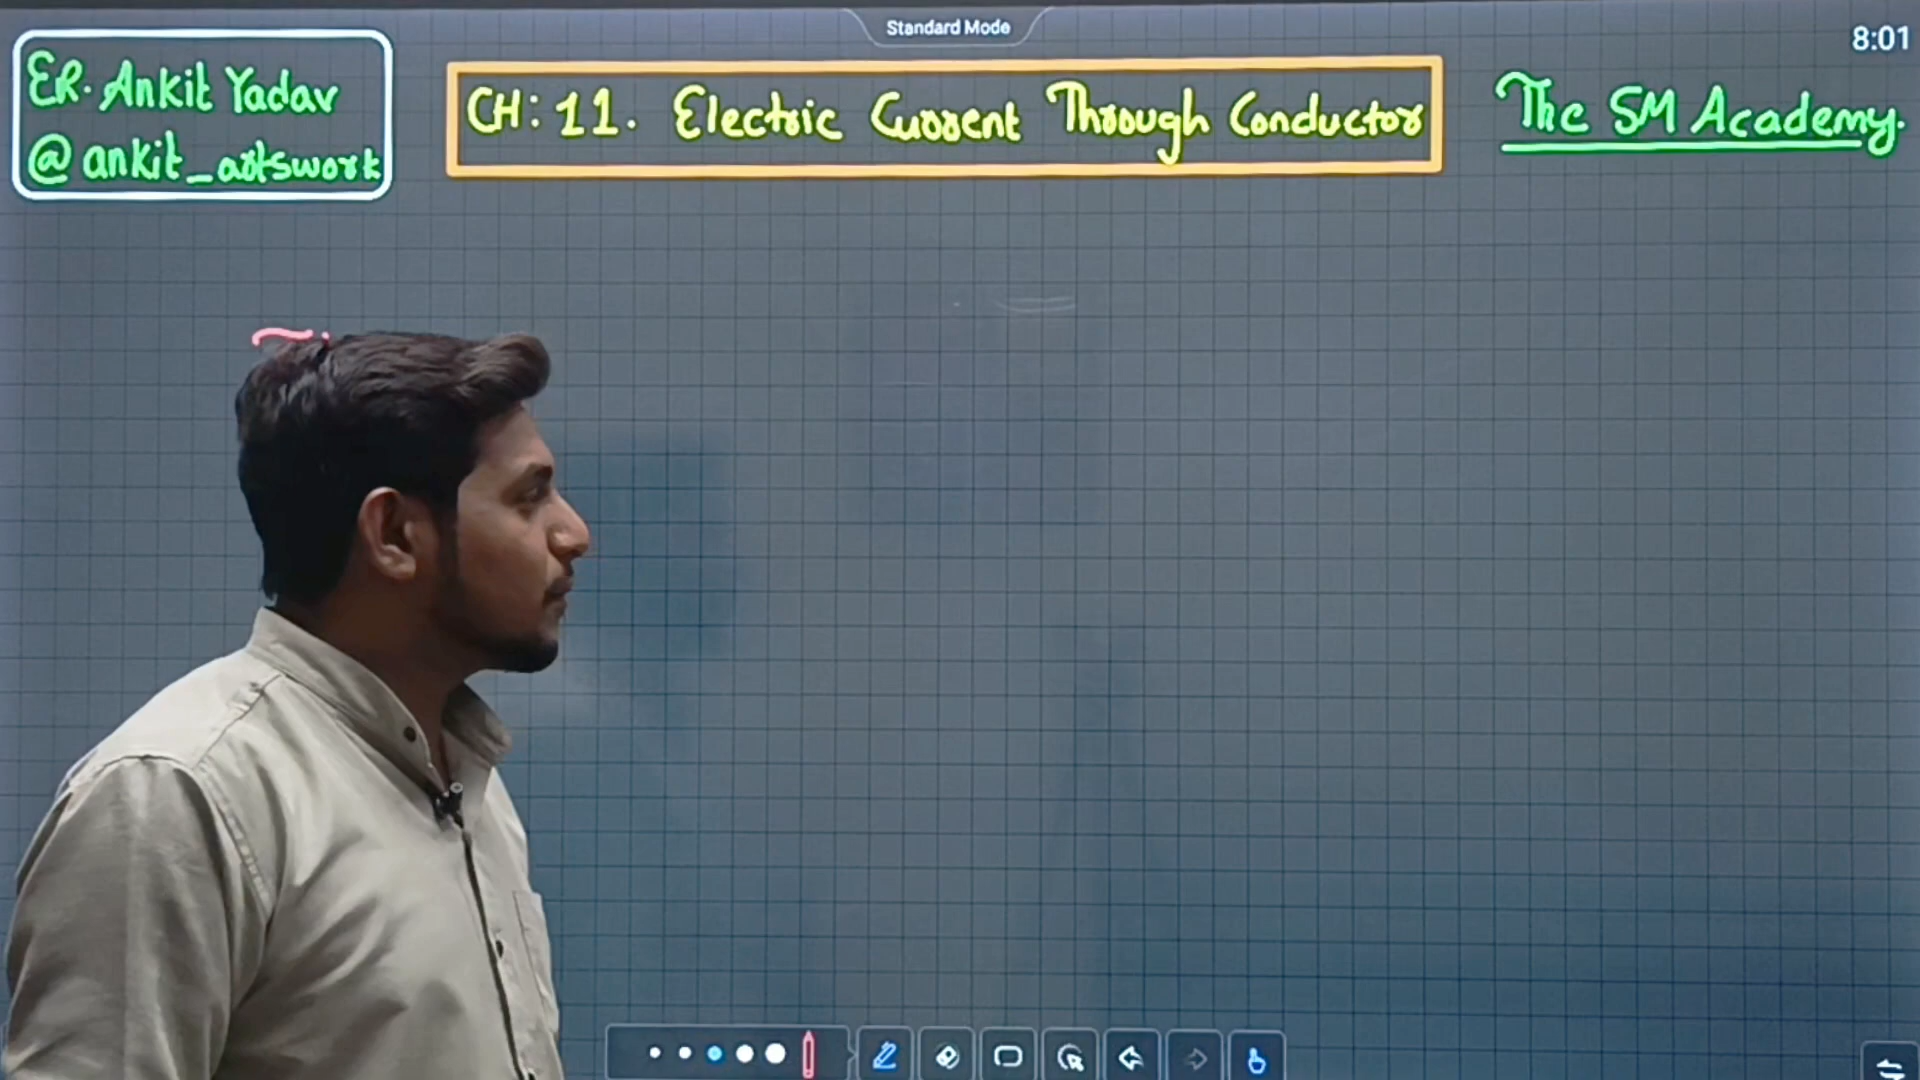 Standard Mode
8:01
ER. Ankit Yadav
@ankit_artswork
CH: 11. Electric Current Through Conductor
The SM Academy.